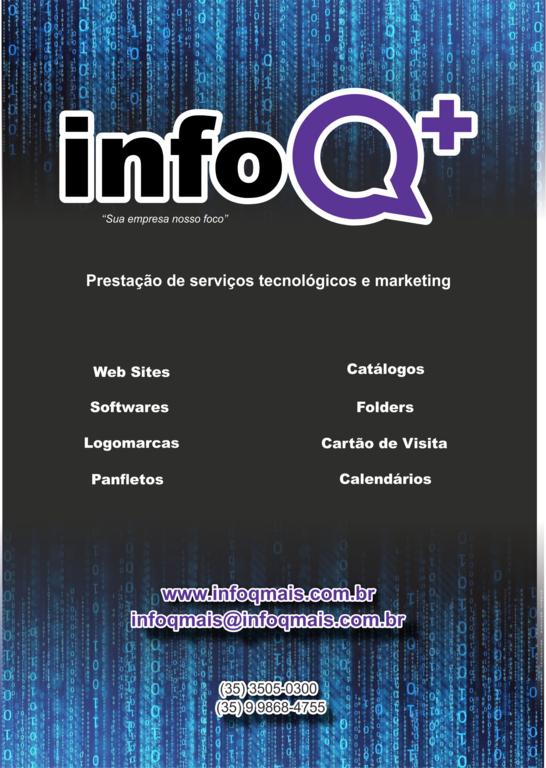 infoQ+
“Sua empresa nosso foco”
Prestação de serviços tecnológicos e marketing
Web Sites
Softwares
Logomarcas
Panfletos
Catálogos
Folders
Cartão de Visita
Calendários
www.infoqmais.com.br
infoqmais@infoqmais.com.br
(35) 3505-0300
(35) 9 9868-4755